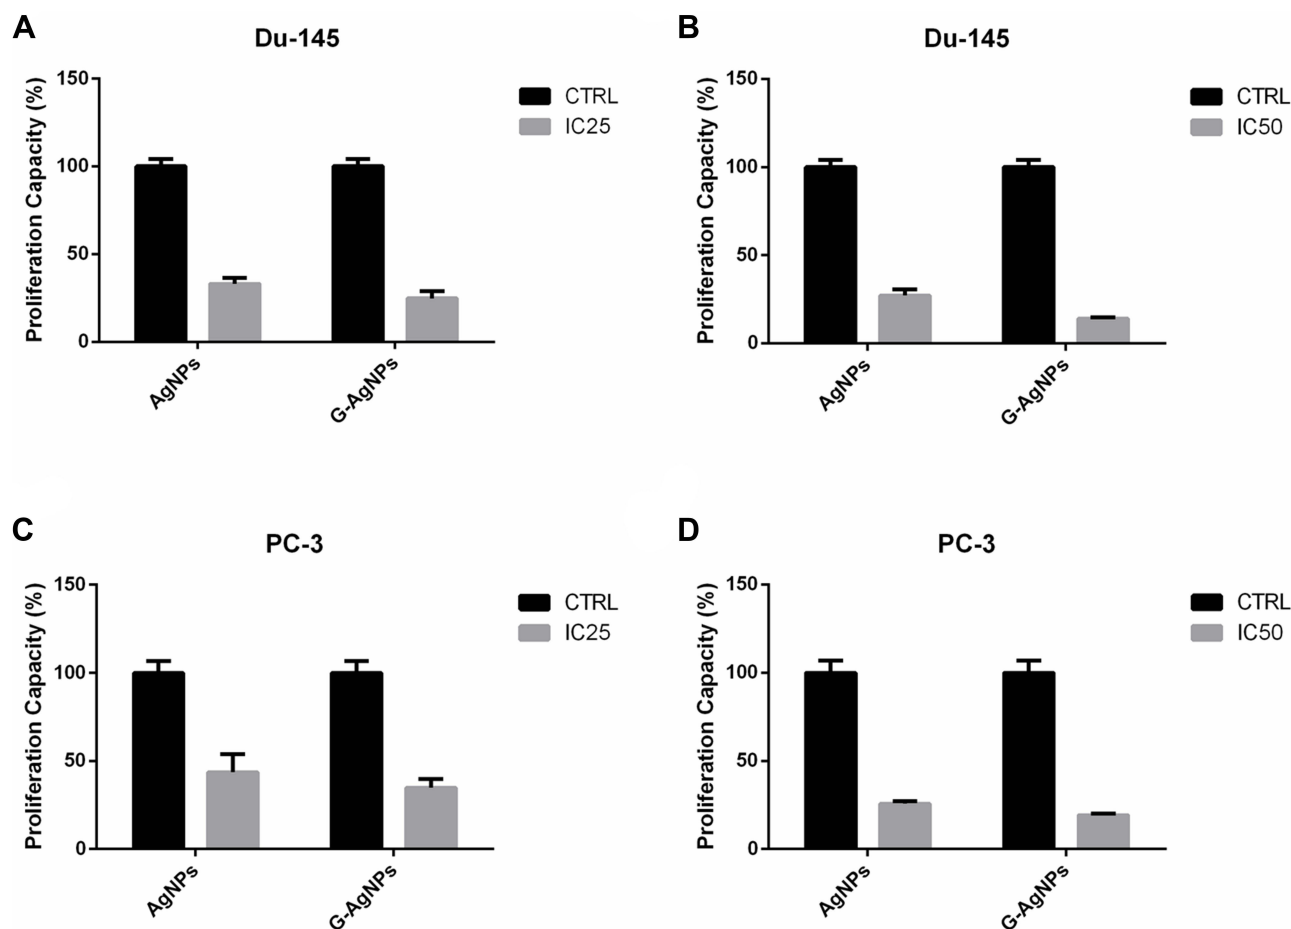 A
Du-145
Proliferation Capacity (%)
150
100
50
0
AgNPs
G-AgNPs
CTRL
IC25
B
Du-145
Proliferation Capacity (%)
150
100
50
0
AgNPs
G-AgNPs
CTRL
IC50
C
PC-3
Proliferation Capacity (%)
150
100
50
0
AgNPs
G-AgNPs
CTRL
IC25
D
PC-3
Proliferation Capacity (%)
150
100
50
0
AgNPs
G-AgNPs
CTRL
IC50